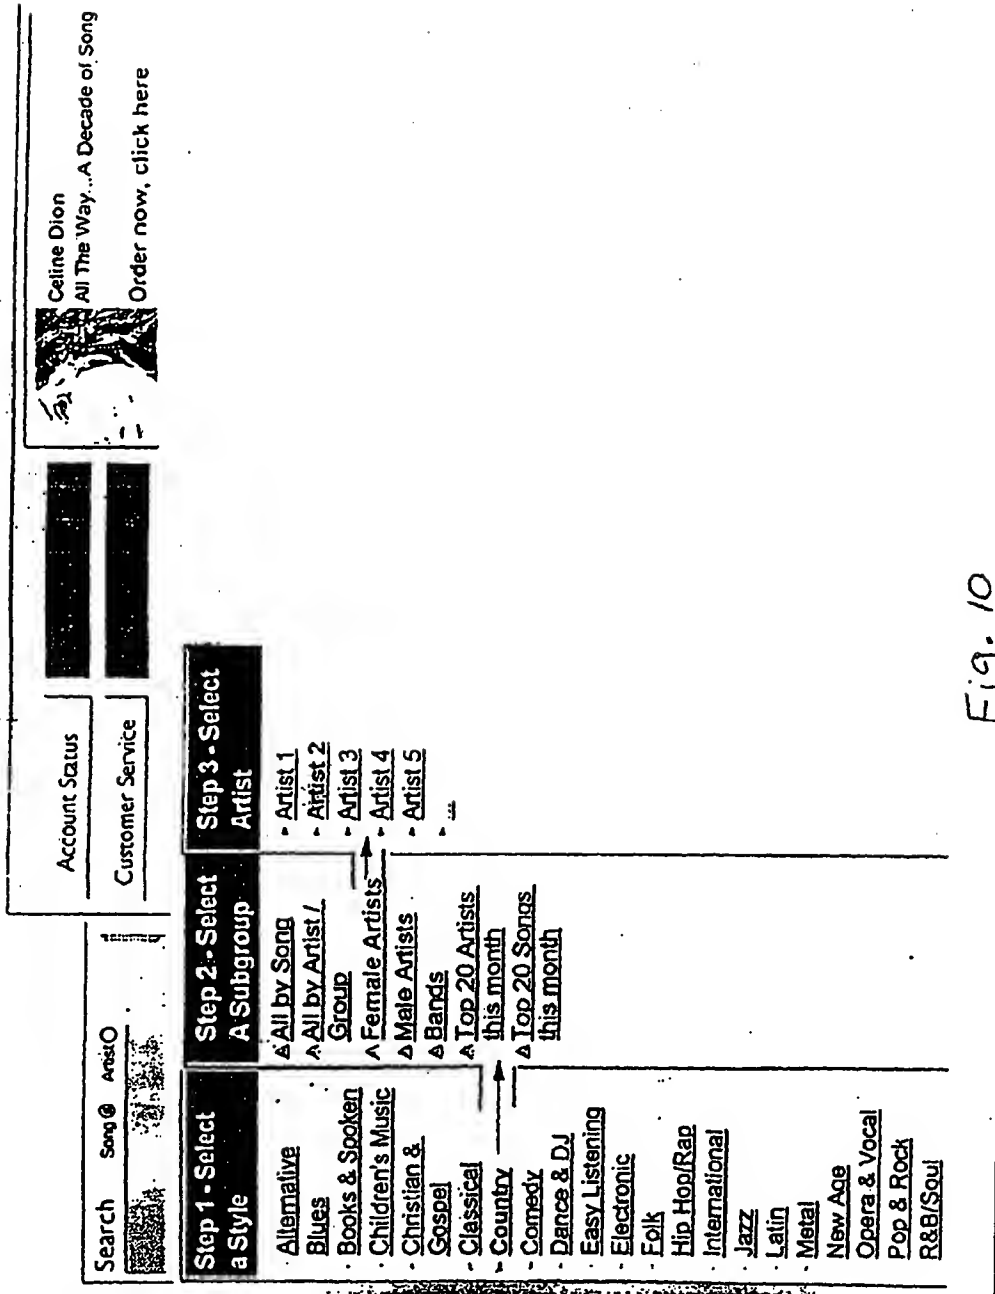 Search Song Artist
Account Status
Customer Service
Celine Dion
All The Way...A Decade of Song
Order now, click here
Step 1 - Select
a Style
Alternative
Blues
Books & Spoken
Children's Music
Christian &
Gospel
Classical
Country
Comedy
Dance & DJ
Easy Listening
Electronic
Folk
Hip Hop/Rap
International
Jazz
Latin
Metal
New Age
Opera & Vocal
Pop & Rock
R&B/Soul
Step 2 - Select
A Subgroup
All by Song
All by Artist /
Group
Female Artists
Male Artists
Bands
Top 20 Artists
this month
Top 20 Songs
this month
Step 3 - Select
Artist
Artist 1
Artist 2
Artist 3
Artist 4
Artist 5
...
Fig. 10